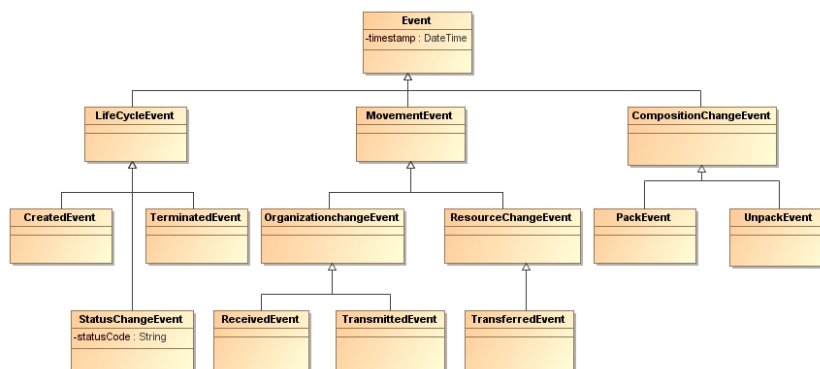 Event
-timestamp : DateTime
LifeCycleEvent
MovementEvent
CompositionChangeEvent
CreatedEvent
TerminatedEvent
OrganizationchangeEvent
ResourceChangeEvent
PackEvent
UnpackEvent
StatusChangeEvent
-statusCode : String
ReceivedEvent
TransmittedEvent
TransferredEvent